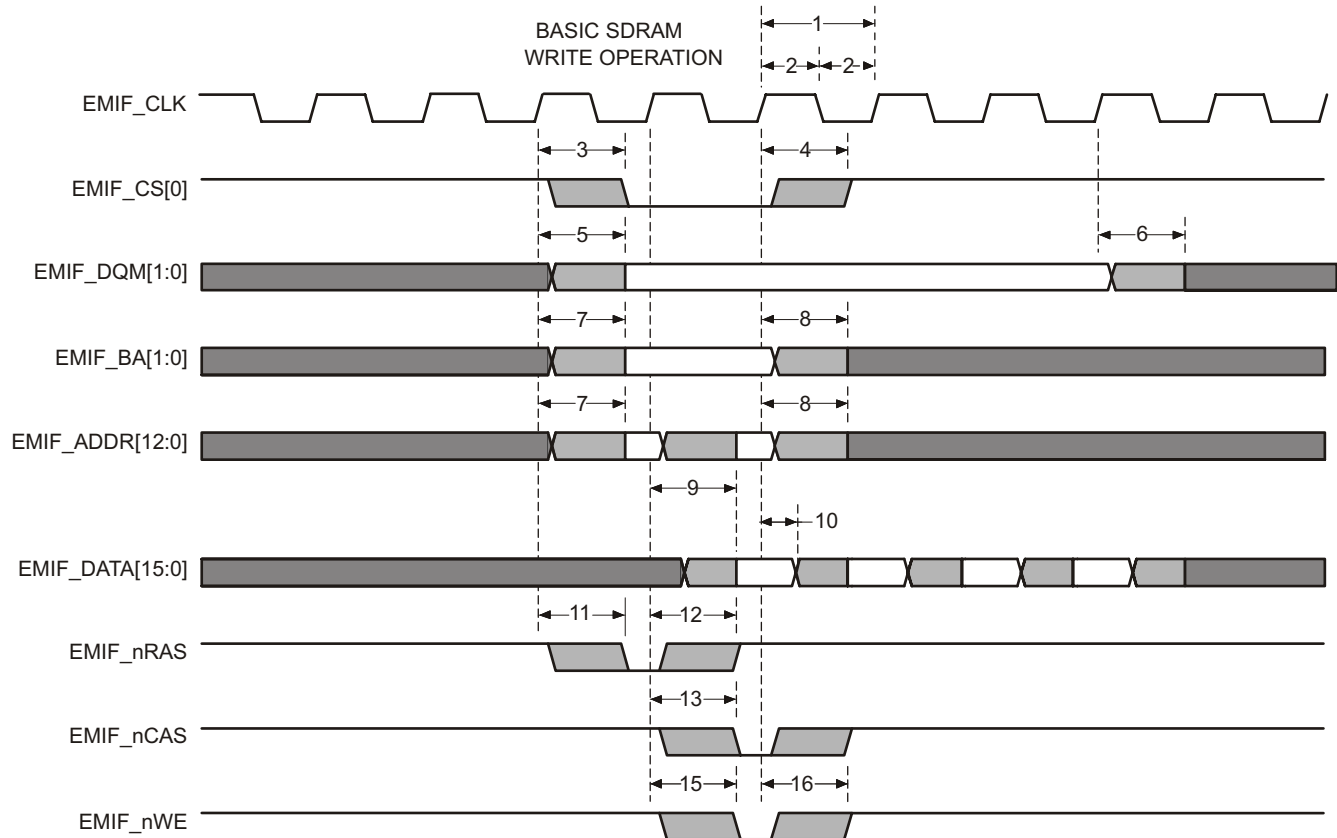 BASIC SDRAM
WRITE OPERATION
1
2 2
EMIF_CLK
3 4
EMIF_CS[0]
5 6
EMIF_DQM[1:0]
7 8
EMIF_BA[1:0]
7 8
EMIF_ADDR[12:0]
9
10
EMIF_DATA[15:0]
11 12
EMIF_nRAS
13
EMIF_nCAS
15 16
EMIF_nWE